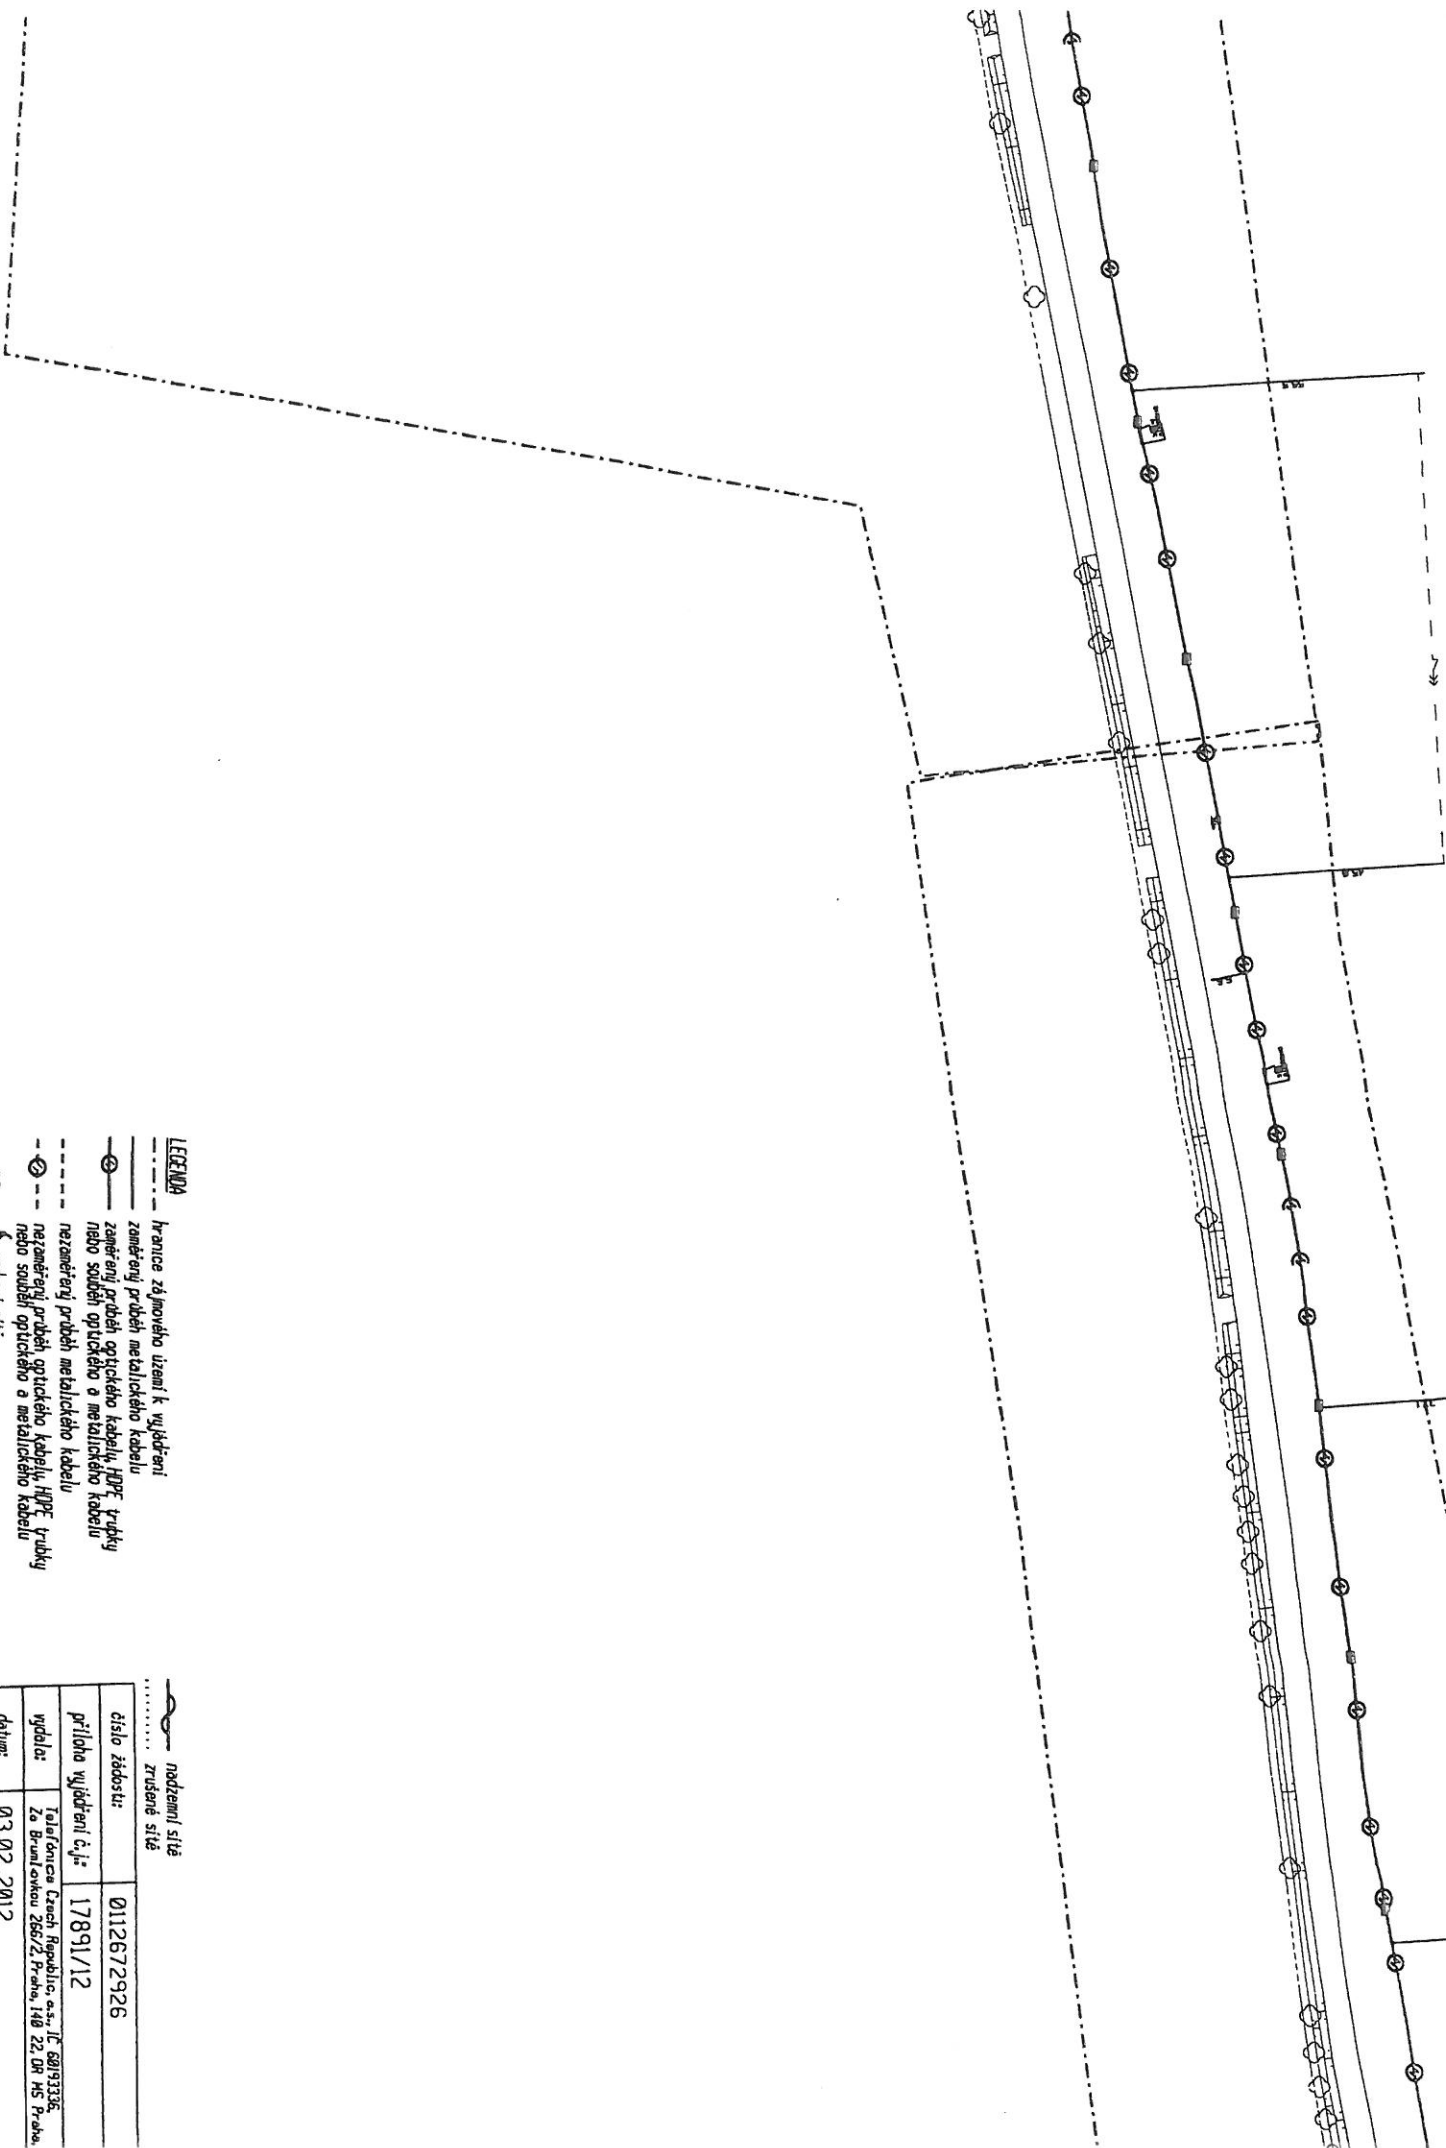 LEGENDA
hranice zájmového území k vyjádření
zaměřený průběh metalického kabelu
zaměřený průběh optického kabelu, HDPE trubky
nebo souběh optického a metalického kabelu
nezaměřený průběh metalického kabelu
nezaměřený průběh optického kabelu, HDPE trubky
nebo souběh optického a metalického kabelu
nadzemní sítě
zrušené sítě
číslo žádosti: 0112672926
příloha vyjádření č.j.: 17891/12
vydala: Telefónica Czech Republic, a.s., IČ 60193336,
Za Brumlovkou 266/2, Praha, 140 22, OR MS Praha,
datum: 03.02.2012